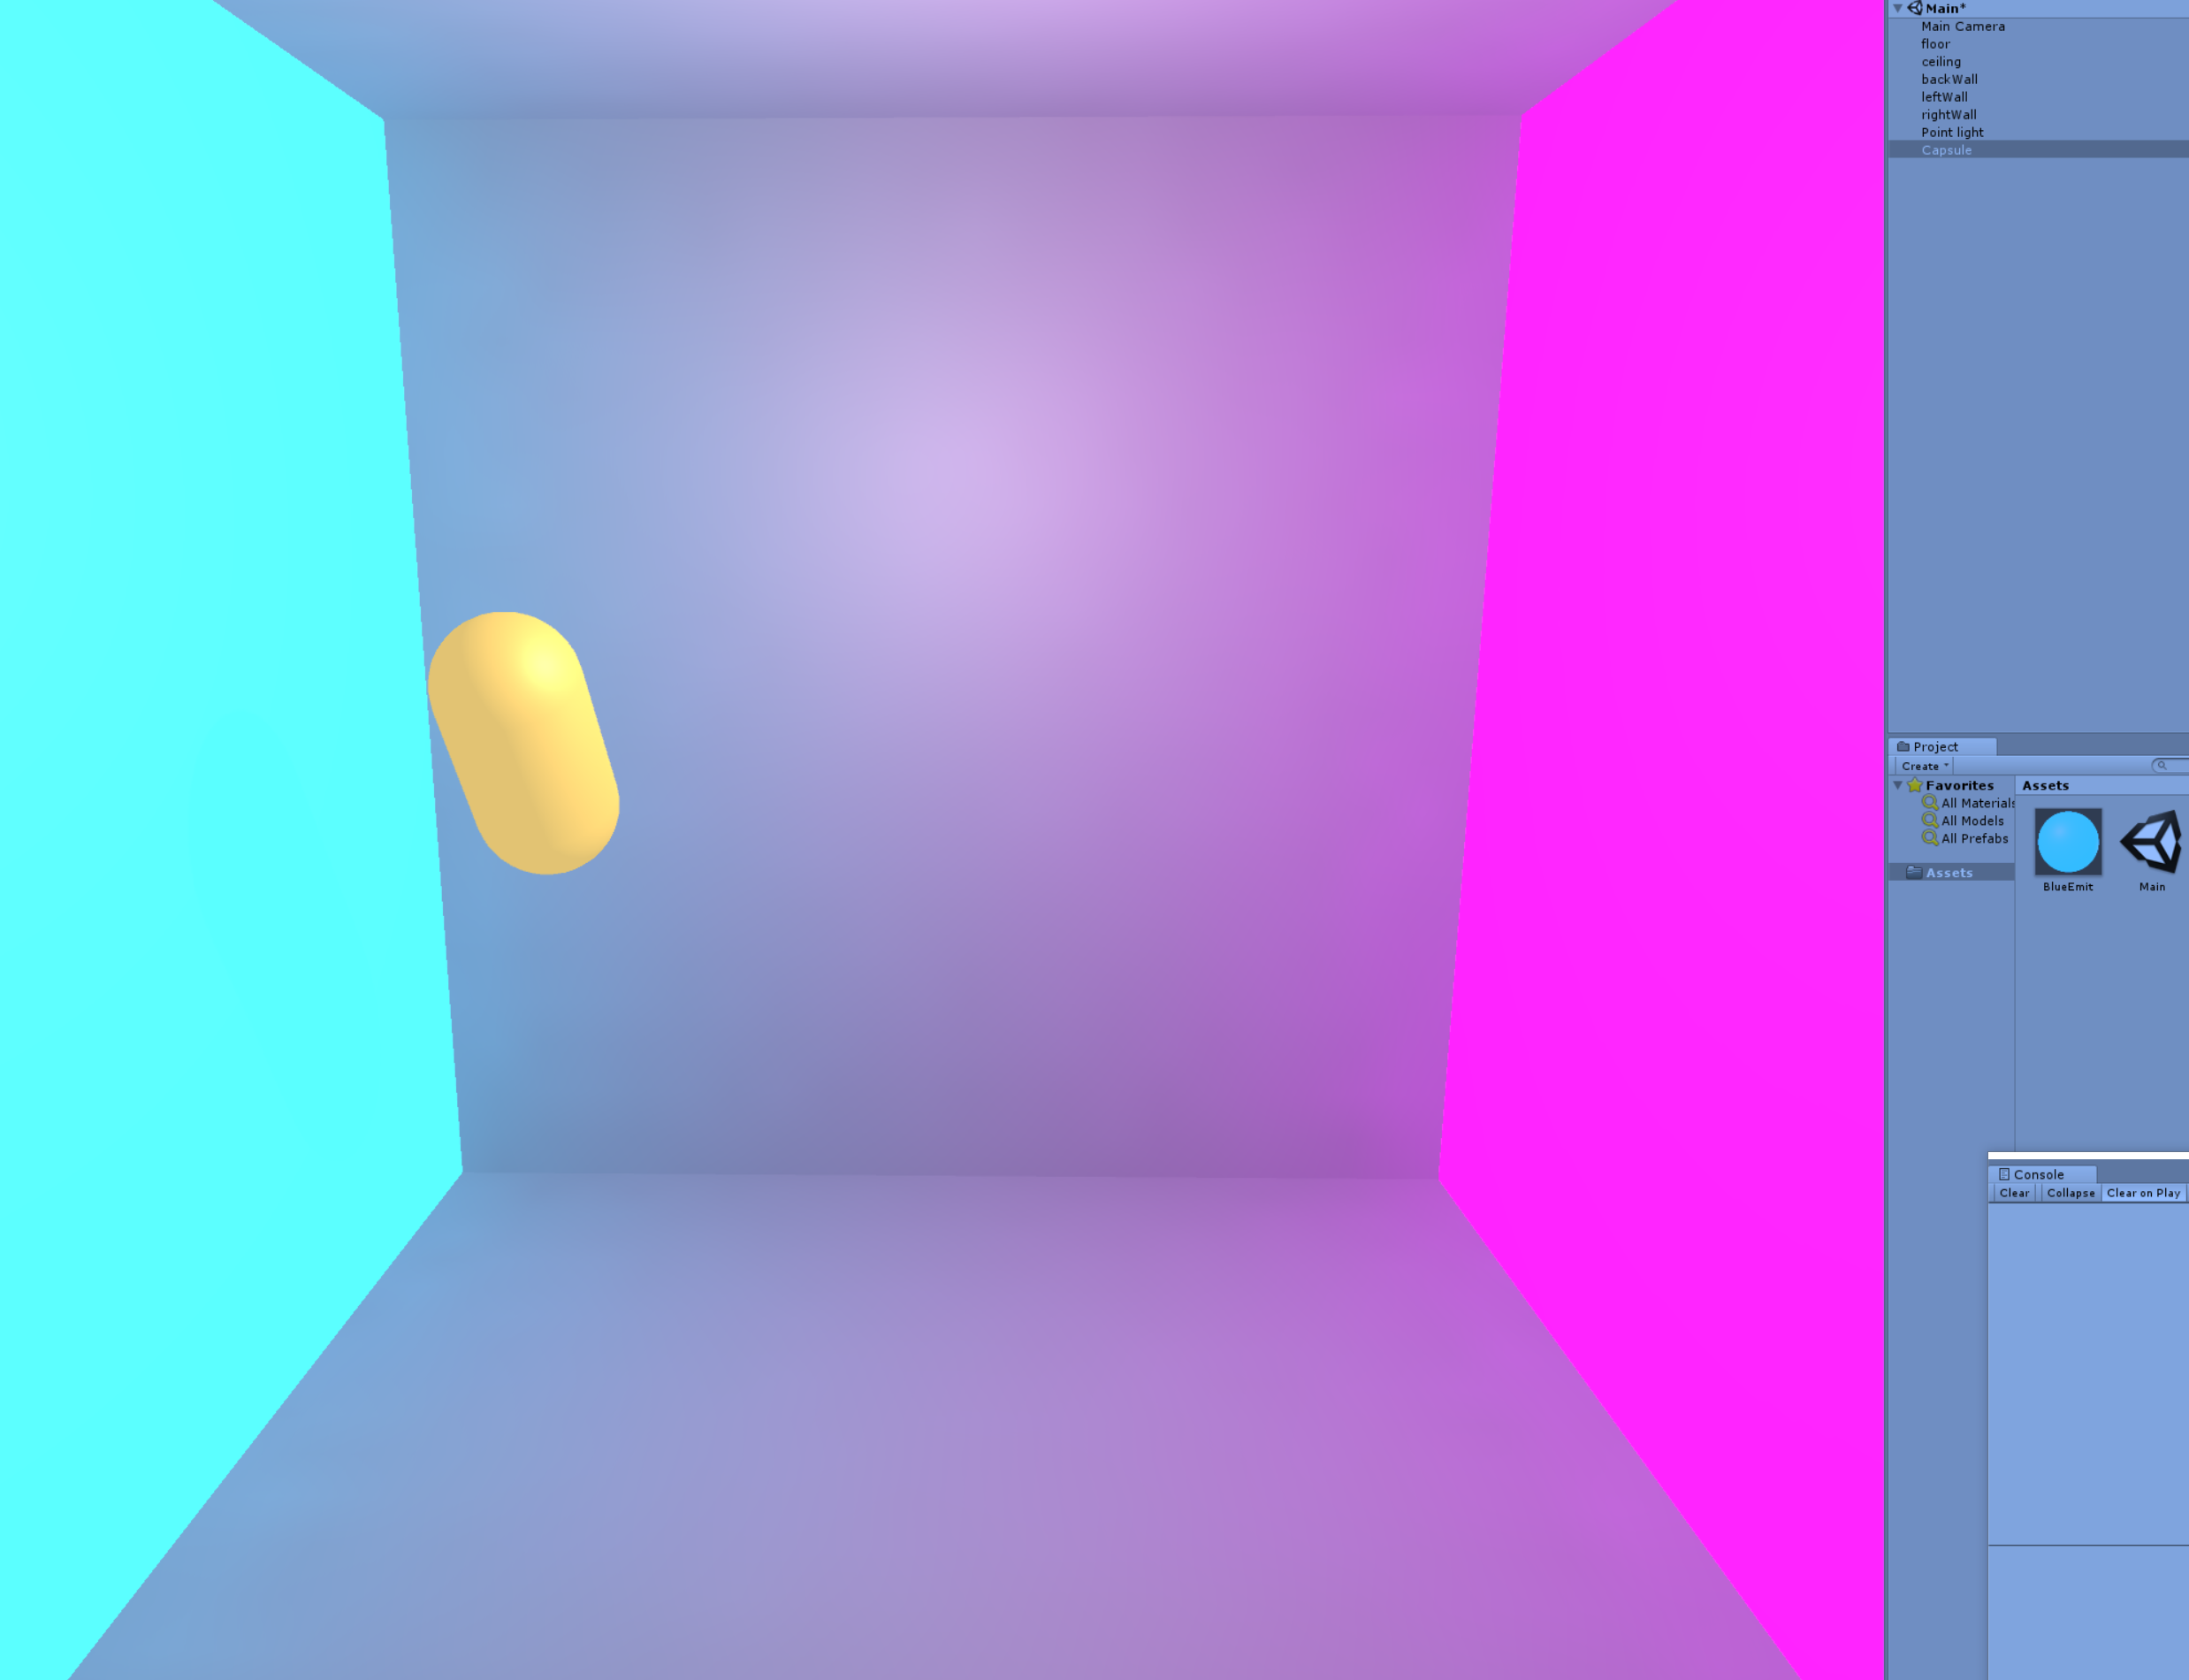 Main*
Main Camera
floor
ceiling
backWall
leftWall
rightWall
Point light
Capsule
Project
Create
Favorites
Assets
All Materials
All Models
All Prefabs
Assets
BlueEmit
Main
Console
Clear
Collapse
Clear on Play